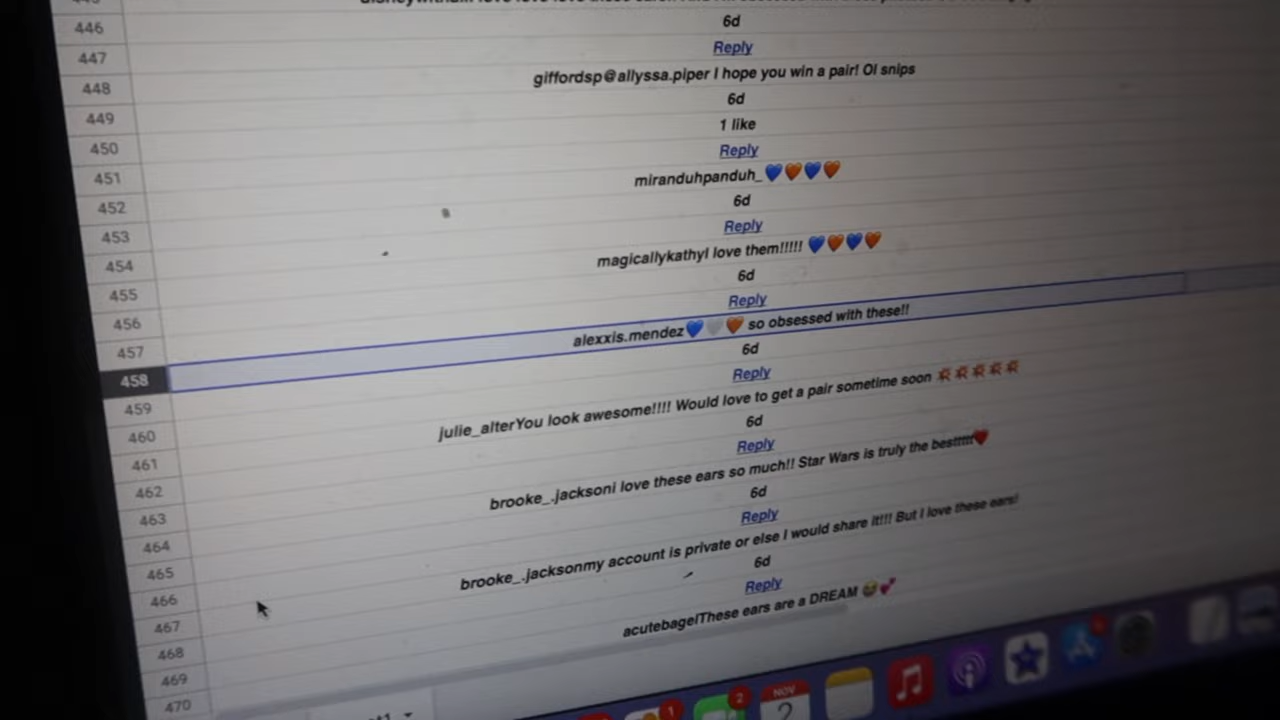 446
6d
447
Reply
448
giffordsp@allyssa.piper I hope you win a pair! Ol snips
449
6d
450
1 like
451
Reply
452
miranduhpanduh_💙🧡💙🧡
453
6d
454
Reply
455
magicallykathyI love them!!!!! 💙🧡💙🧡
456
6d
457
Reply
458
alexxis.mendez💙🤍🧡 so obsessed with these!!
459
6d
460
Reply
461
julie_alterYou look awesome!!!! Would love to get a pair sometime soon 💥💥💥💥💥
462
6d
463
Reply
464
brooke_.jacksoni love these ears so much!! Star Wars is truly the besttttt❤️
465
6d
466
Reply
467
brooke_.jacksonmy account is private or else I would share it!!! But I love these ears!
468
6d
469
Reply
470
acutebagelThese ears are a DREAM 😭💕
1
2
NOV
2